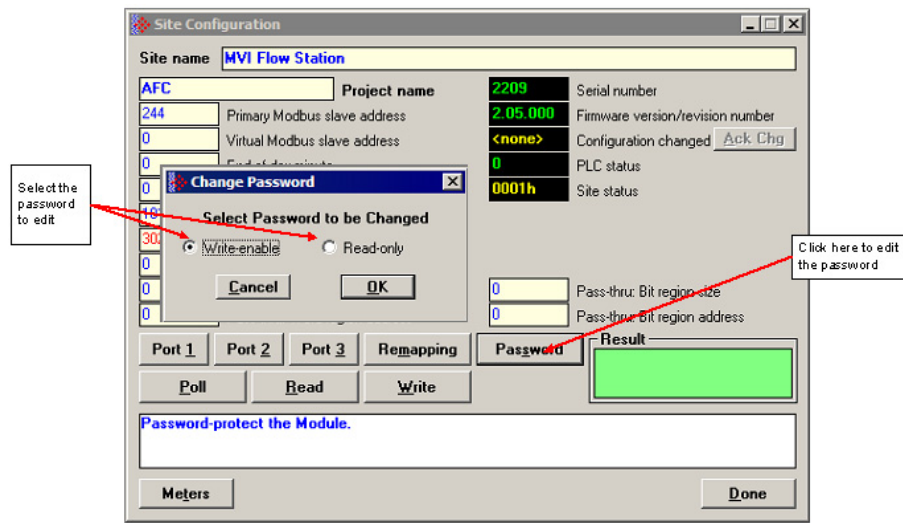 Site Configuration
Site name MVI Flow Station
AFC Project name 2209 Serial number
244 Primary Modbus slave address 2.05.000 Firmware version/revision number
0 Virtual Modbus slave address <none> Configuration changed Ack Chg
0 0 PLC status
0 0001h Site status
Select the
password
to edit
Change Password
Select Password to be Changed
Write-enable Read-only
Cancel OK
Click here to edit
the password
0
0 0 Pass-thru: Bit region size
0 0 Pass-thru: Bit region address
Port 1 Port 2 Port 3 Remapping Password Result
Poll Read Write
Password-protect the Module.
Meters Done